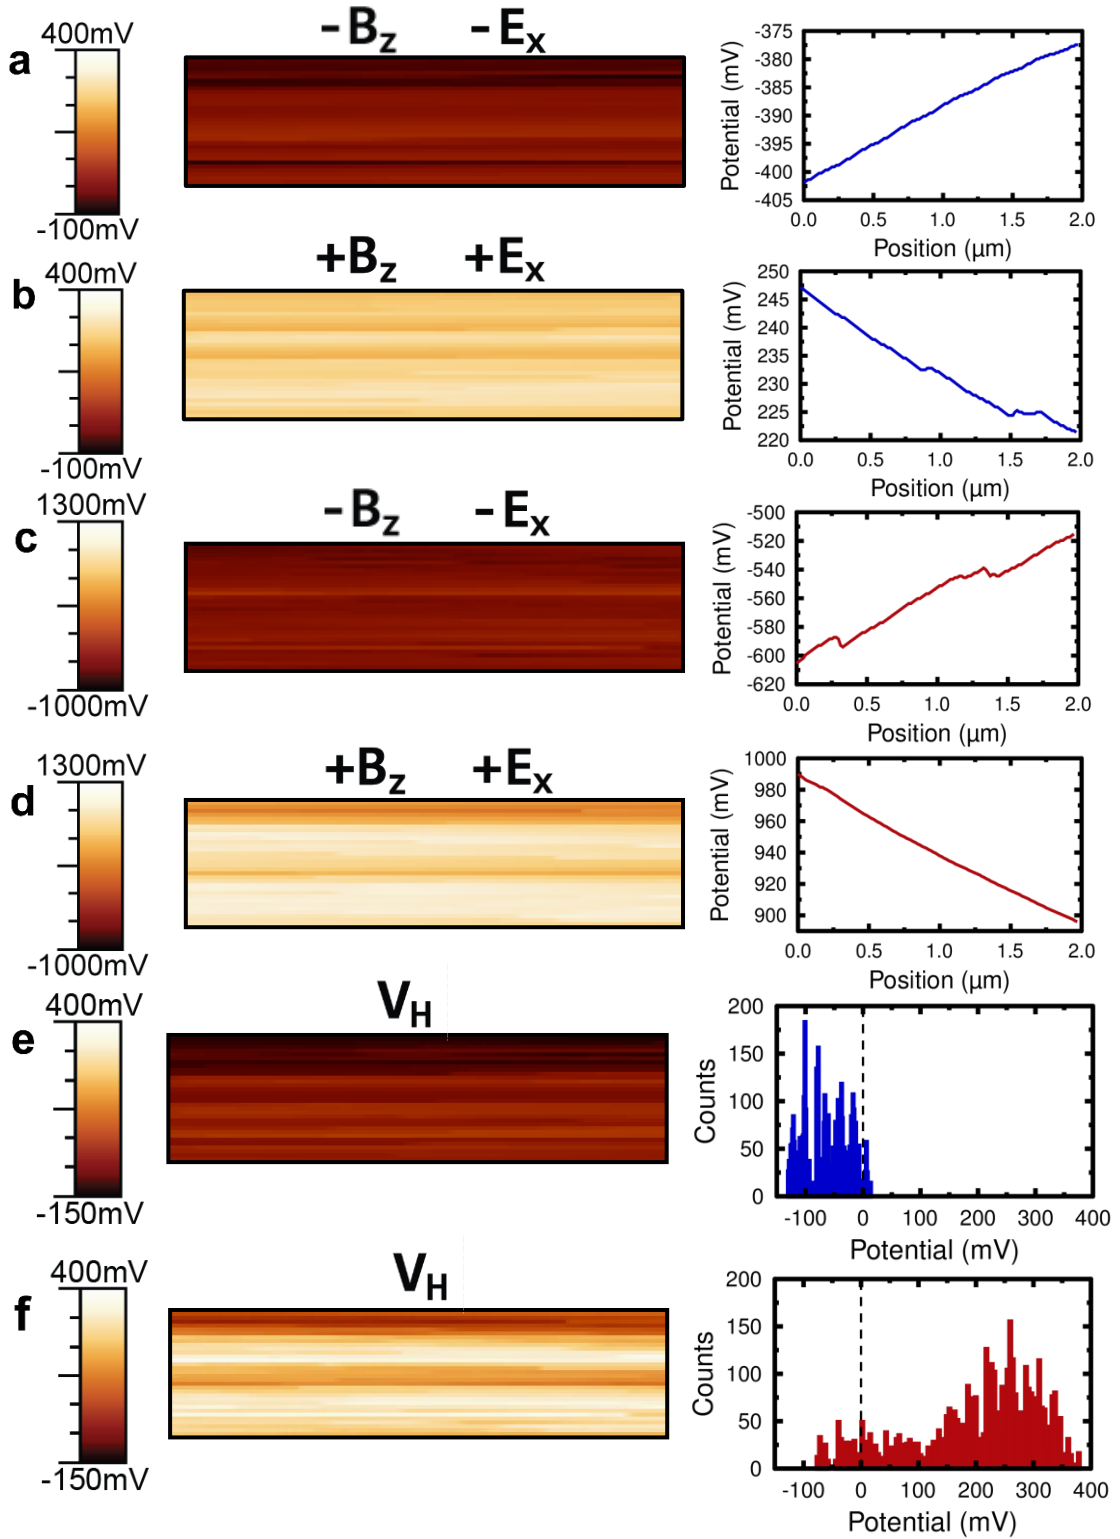 a
400mV
-100mV
-Bz -Ex
-375
-380
-385
-390
-395
-400
-405
0.0 0.5 1.0 1.5 2.0
Potential (mV)
Position (μm)
b
400mV
-100mV
+Bz +Ex
250
245
240
235
230
225
220
0.0 0.5 1.0 1.5 2.0
Potential (mV)
Position (μm)
c
1300mV
-1000mV
-Bz -Ex
-500
-520
-540
-560
-580
-600
-620
0.0 0.5 1.0 1.5 2.0
Potential (mV)
Position (μm)
d
1300mV
-1000mV
+Bz +Ex
1000
980
960
940
920
900
0.0 0.5 1.0 1.5 2.0
Potential (mV)
Position (μm)
e
400mV
-150mV
VH
200
150
100
50
0
-100 0 100 200 300 400
Counts
Potential (mV)
f
400mV
-150mV
VH
200
150
100
50
0
-100 0 100 200 300 400
Counts
Potential (mV)